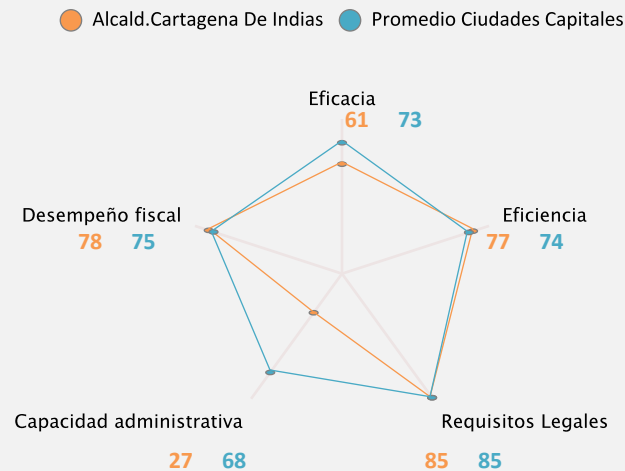 Alcald.Cartagena De Indias Promedio Ciudades Capitales
Eficacia
61 73
Desempeño fiscal
78 75
Eficiencia
77 74
Capacidad administrativa
27 68
Requisitos Legales
85 85